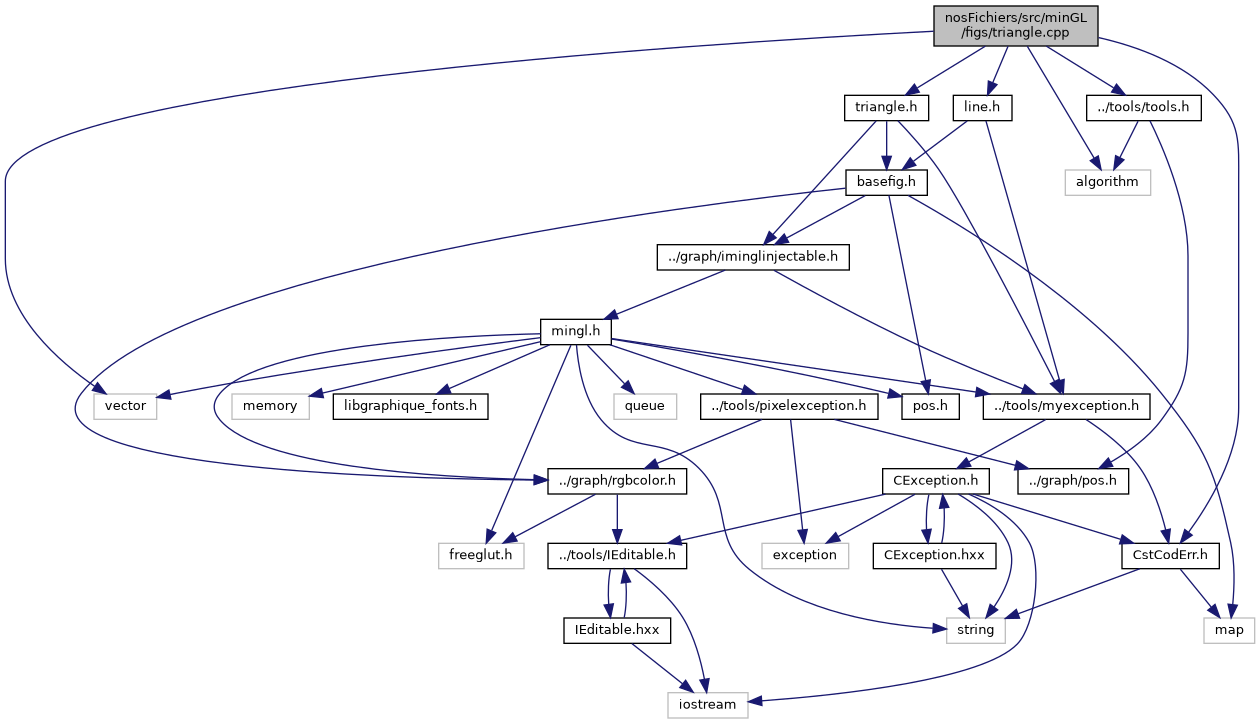 nosFichiers/src/minGL
/figs/triangle.cpp
triangle.h
line.h
../tools/tools.h
basefig.h
algorithm
../graph/iminglinjectable.h
mingl.h
vector
memory
libgraphique_fonts.h
queue
../tools/pixelexception.h
pos.h
../tools/myexception.h
../graph/rgbcolor.h
CException.h
../graph/pos.h
freeglut.h
../tools/IEditable.h
exception
CException.hxx
CstCodErr.h
IEditable.hxx
string
map
iostream